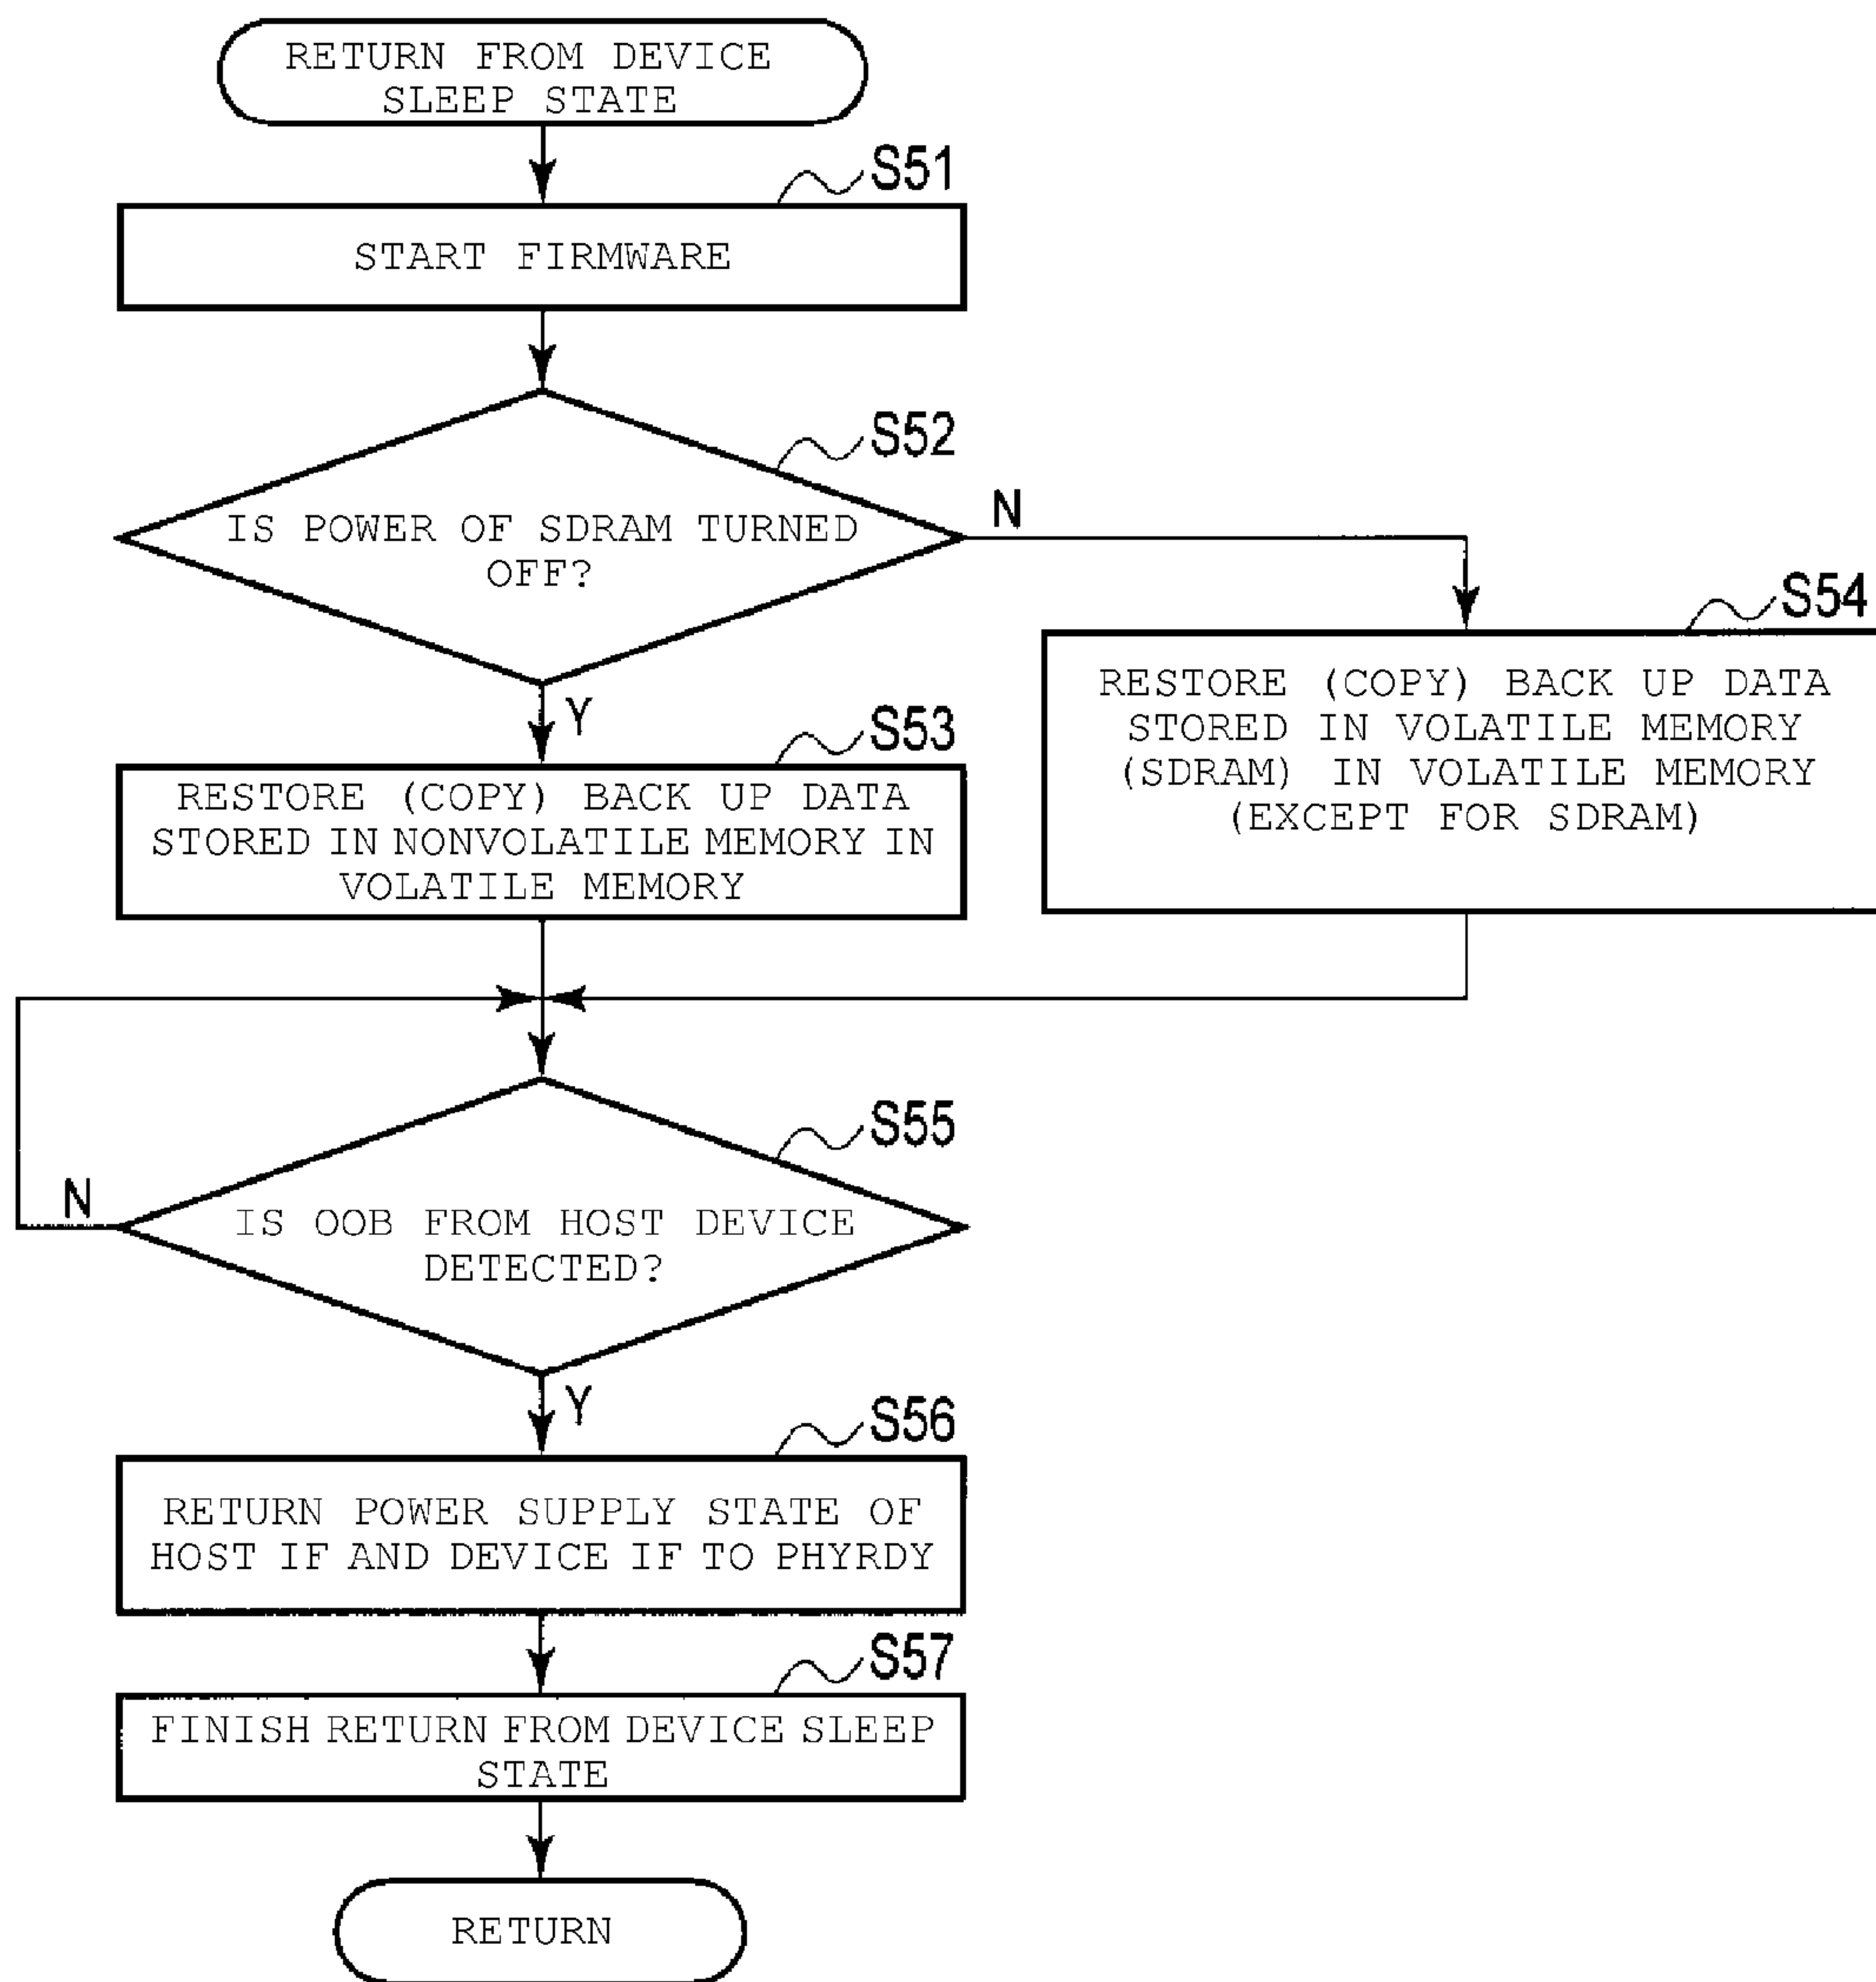 RETURN FROM DEVICE
SLEEP STATE
S51
START FIRMWARE
S52
IS POWER OF SDRAM TURNED
OFF?
N
Y
S53
RESTORE (COPY) BACK UP DATA
STORED IN NONVOLATILE MEMORY IN
VOLATILE MEMORY
S54
RESTORE (COPY) BACK UP DATA
STORED IN VOLATILE MEMORY
(SDRAM) IN VOLATILE MEMORY
(EXCEPT FOR SDRAM)
S55
IS OOB FROM HOST DEVICE
DETECTED?
N
Y
S56
RETURN POWER SUPPLY STATE OF
HOST IF AND DEVICE IF TO PHYRDY
S57
FINISH RETURN FROM DEVICE SLEEP
STATE
RETURN